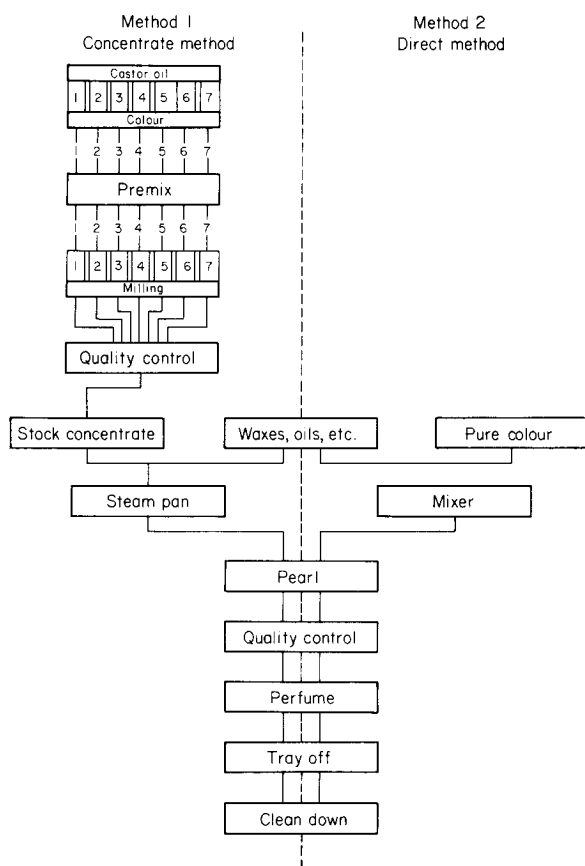 Method 1
Concentrate method
Method 2
Direct method
Castor oil
1 2 3 4 5 6 7
Colour
1 2 3 4 5 6 7
Premix
1 2 3 4 5 6 7
1 2 3 4 5 6 7
Milling
Quality control
Stock concentrate
Waxes, oils, etc.
Pure colour
Steam pan
Mixer
Pearl
Quality control
Perfume
Tray off
Clean down